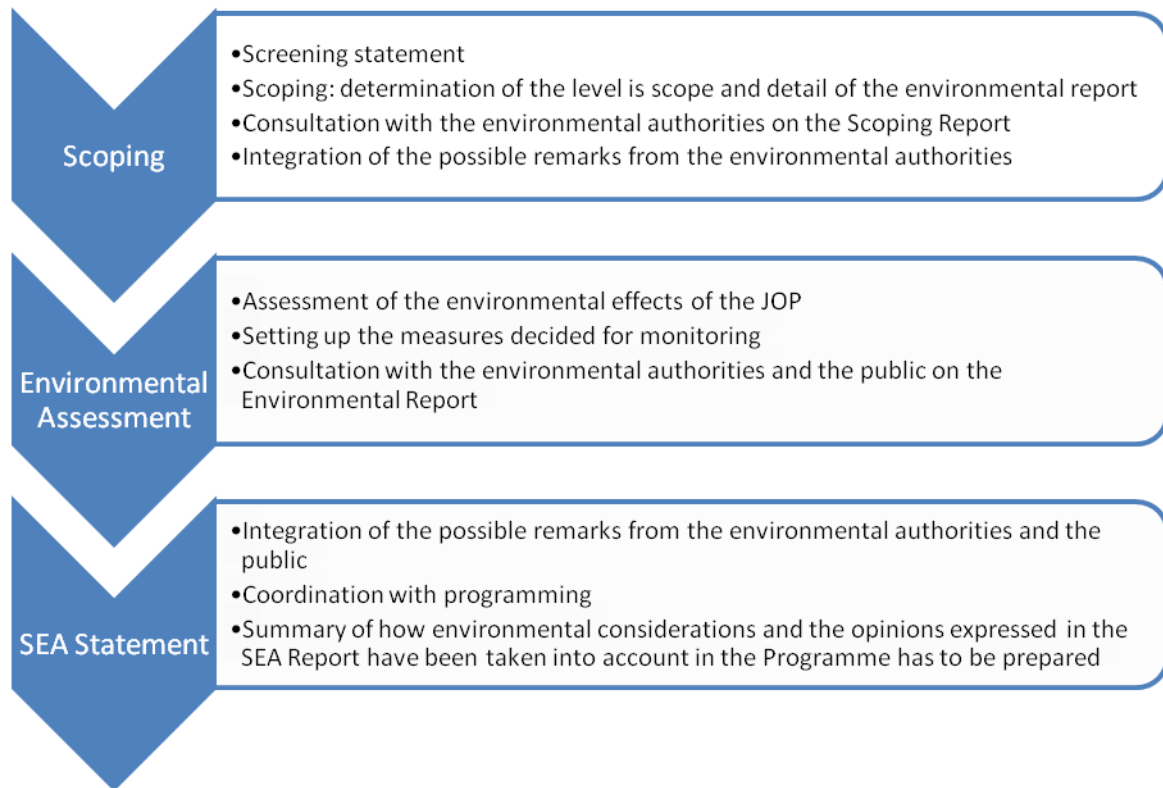 Scoping
•Screening statement
•Scoping: determination of the level is scope and detail of the environmental report
•Consultation with the environmental authorities on the Scoping Report
•Integration of the possible remarks from the environmental authorities
Environmental
Assessment
•Assessment of the environmental effects of the JOP
•Setting up the measures decided for monitoring
•Consultation with the environmental authorities and the public on the
Environmental Report
SEA Statement
•Integration of the possible remarks from the environmental authorities and the
public
•Coordination with programming
•Summary of how environmental considerations and the opinions expressed in the
SEA Report have been taken into account in the Programme has to be prepared